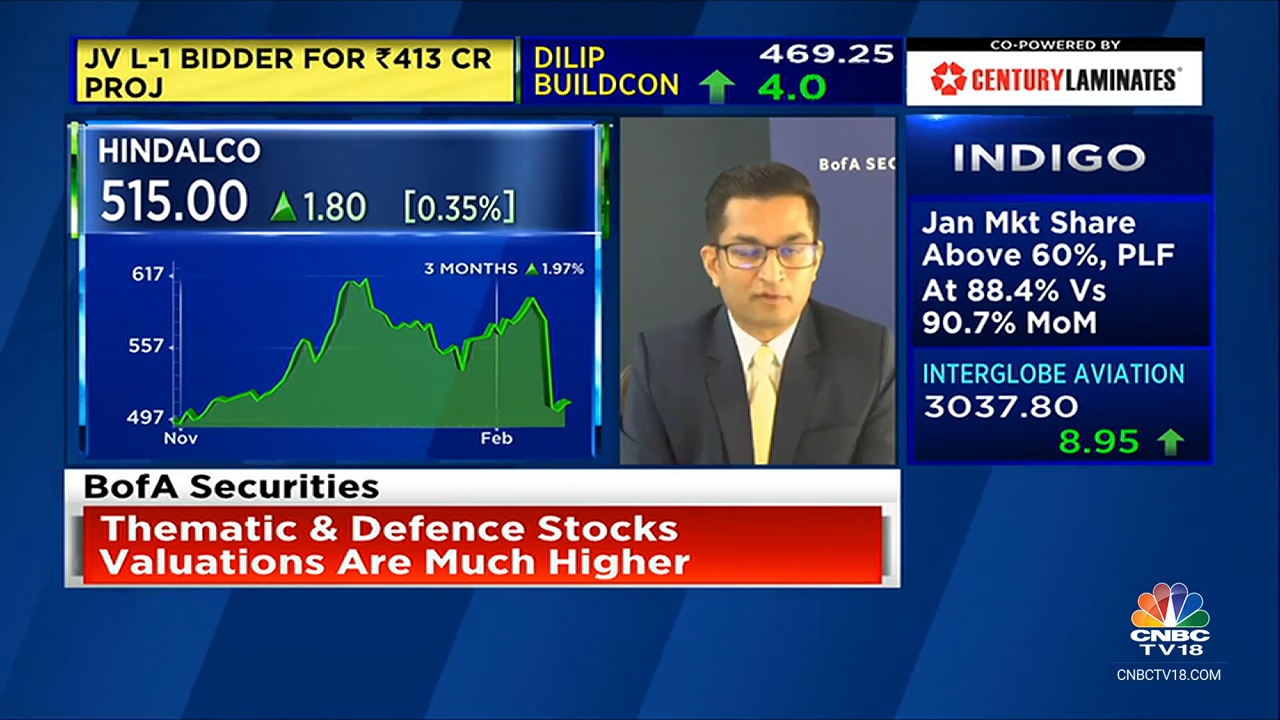 JV L-1 BIDDER FOR ₹413 CR
PROJ
DILIP
BUILDCON
469.25
4.0
CO-POWERED BY
CENTURYLAMINATES®
HINDALCO
515.00 1.80 [0.35%]
3 MONTHS 1.97%
617
557
497
Nov Feb
BofA SEC
INDIGO
Jan Mkt Share
Above 60%, PLF
At 88.4% Vs
90.7% MoM
INTERGLOBE AVIATION
3037.80
8.95
BofA Securities
Thematic & Defence Stocks
Valuations Are Much Higher
CNBC
TV18
CNBCTV18.COM